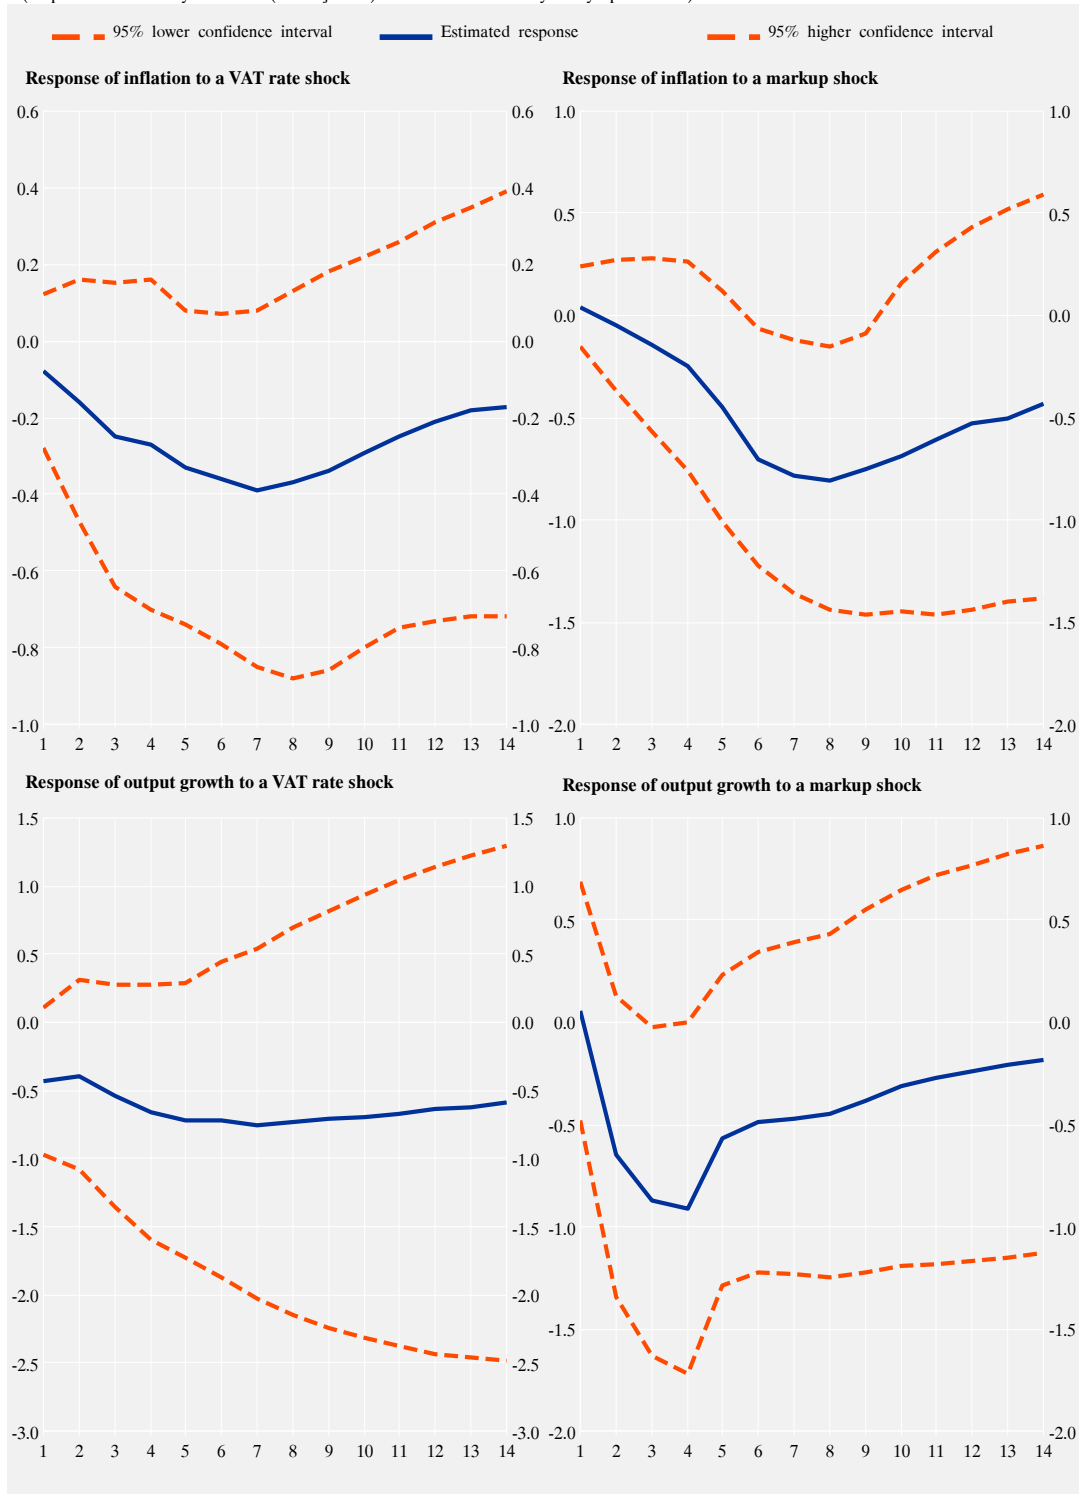 95% lower confidence interval
Estimated response
95% higher confidence interval
Response of inflation to a VAT rate shock
Response of inflation to a markup shock
0.6 0.6 1.0 1.0
0.4 0.4
0.5 0.5
0.2 0.2
0.0 0.0 0.0 0.0
-0.2 -0.2 -0.5 -0.5
-0.4 -0.4
-1.0 -1.0
-0.6 -0.6
-1.5 -1.5
-0.8 -0.8
-1.0 -1.0 -2.0 -2.0
1 2 3 4 5 6 7 8 9 10 11 12 13 14
1 2 3 4 5 6 7 8 9 10 11 12 13 14
Response of output growth to a VAT rate shock
Response of output growth to a markup shock
1.5 1.5 1.0 1.0
1.0 1.0
0.5 0.5
0.5 0.5
0.0 0.0 0.0 0.0
-0.5 -0.5
-0.5 -0.5
-1.0 -1.0
-1.5 -1.5 -1.0 -1.0
-2.0 -2.0
-1.5 -1.5
-2.5 -2.5
-3.0 -3.0 -2.0 -2.0
1 2 3 4 5 6 7 8 9 10 11 12 13 14
1 2 3 4 5 6 7 8 9 10 11 12 13 14